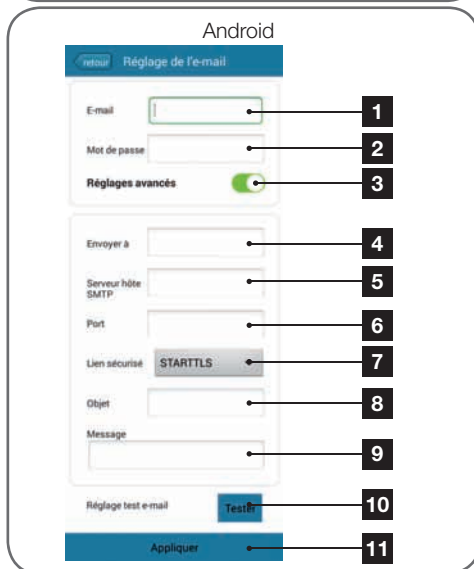 Android
retour Réglage de l'e-mail
E-mail 1
Mot de passe 2
Réglages avancés 3
Envoyer à 4
Serveur hôte SMTP 5
Port 6
Lien sécurisé STARTTLS 7
Objet 8
Message
9
Réglage test e-mail Tester 10
Appliquer 11